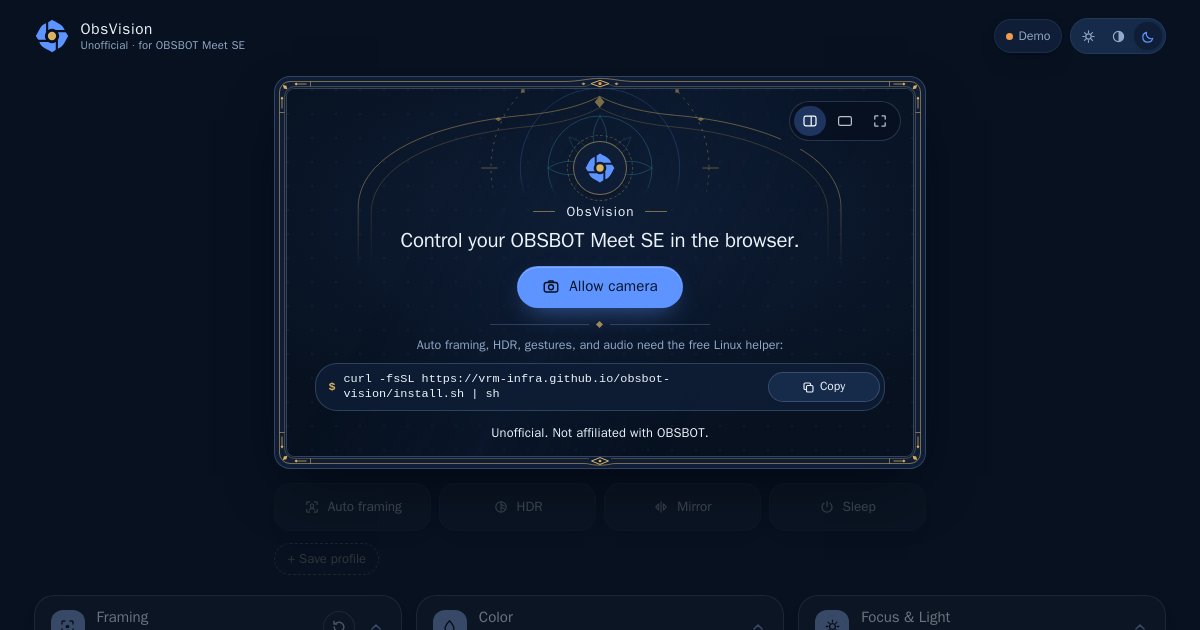 ObsVision
Unofficial · for OBSBOT Meet SE
Demo
ObsVision
Control your OBSBOT Meet SE in the browser.
Allow camera
Auto framing, HDR, gestures, and audio need the free Linux helper:
$ curl -fsSL https://vrm-infra.github.io/obsbot-
vision/install.sh | sh
Copy
Unofficial. Not affiliated with OBSBOT.
Auto framing
HDR
Mirror
Sleep
+ Save profile
Framing
Color
Focus & Light